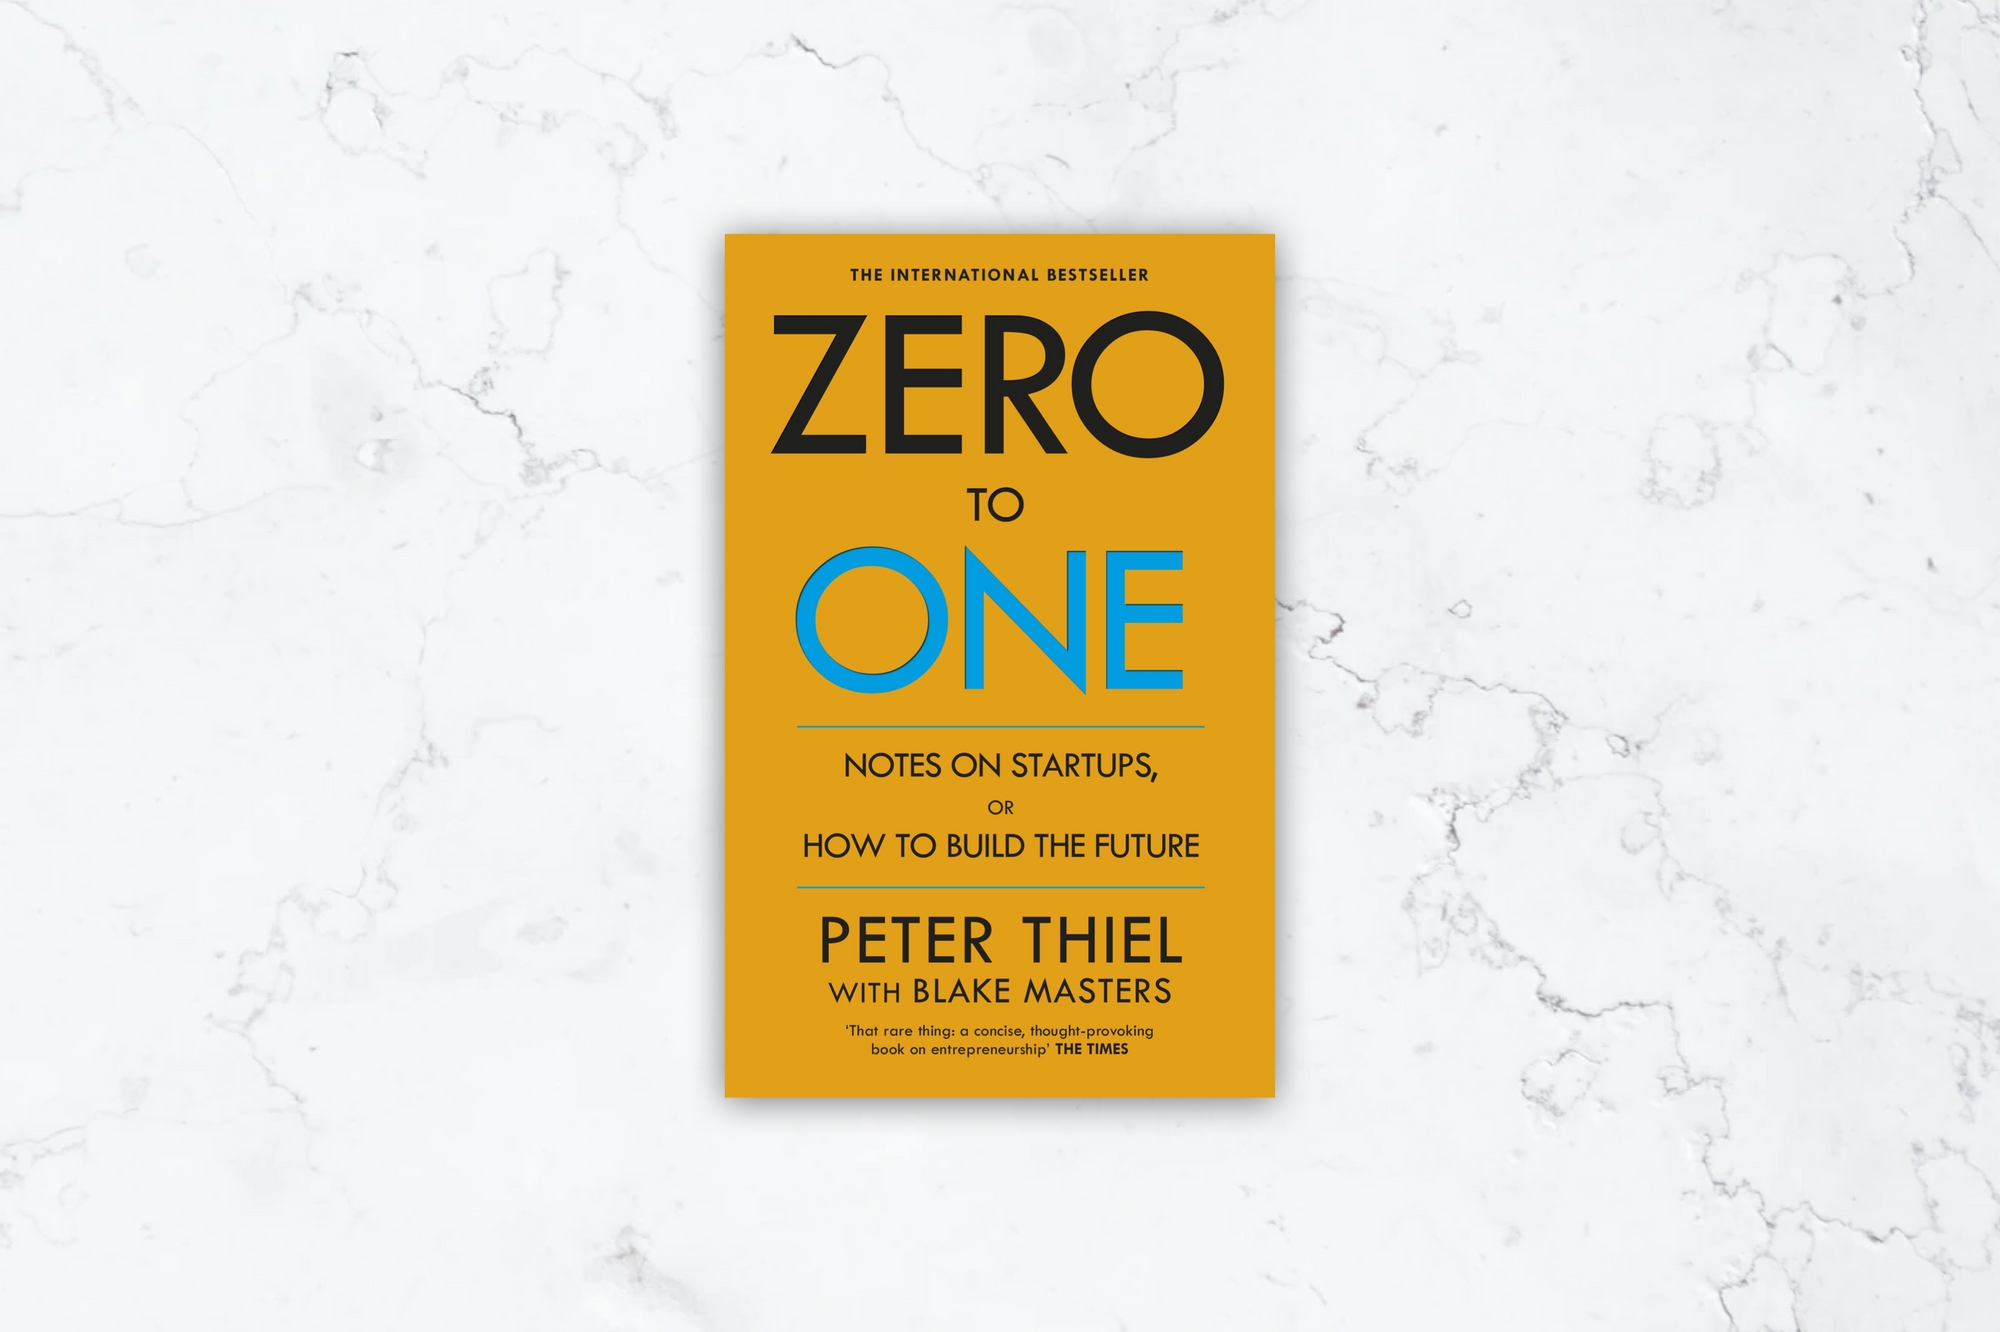 THE INTERNATIONAL BESTSELLER
ZERO
TO
ONE
NOTES ON STARTUPS,
OR
HOW TO BUILD THE FUTURE
PETER THIEL
WITH BLAKE MASTERS
‘That rare thing: a concise, thought-provoking
book on entrepreneurship’ THE TIMES